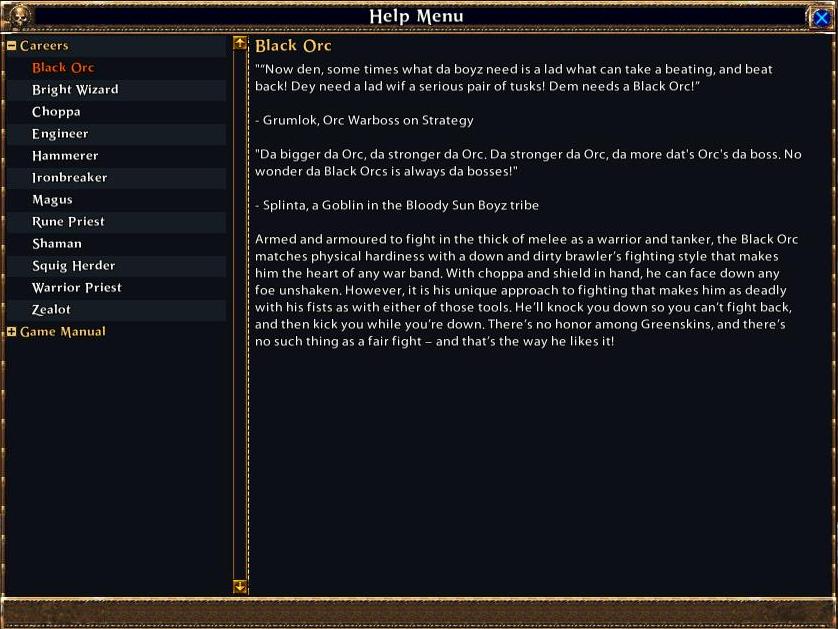 Help Menu
Careers
Black Orc
Bright Wizard
Choppa
Engineer
Hammerer
Ironbreaker
Magus
Rune Priest
Shaman
Squig Herder
Warrior Priest
Zealot
Game Manual
Black Orc
"“Now den, some times what da boyz need is a lad what can take a beating, and beat
back! Dey need a lad wif a serious pair of tusks! Dem needs a Black Orc!”
- Grumlok, Orc Warboss on Strategy
"Da bigger da Orc, da stronger da Orc. Da stronger da Orc, da more dat's Orc's da boss. No
wonder da Black Orcs is always da bosses!"
- Splinta, a Goblin in the Bloody Sun Boyz tribe
Armed and armoured to fight in the thick of melee as a warrior and tanker, the Black Orc
matches physical hardiness with a down and dirty brawler’s fighting style that makes
him the heart of any war band. With choppa and shield in hand, he can face down any
foe unshaken. However, it is his unique approach to fighting that makes him as deadly
with his fists as with either of those tools. He’ll knock you down so you can’t fight back,
and then kick you while you’re down. There’s no honor among Greenskins, and there’s
no such thing as a fair fight – and that’s the way he likes it!